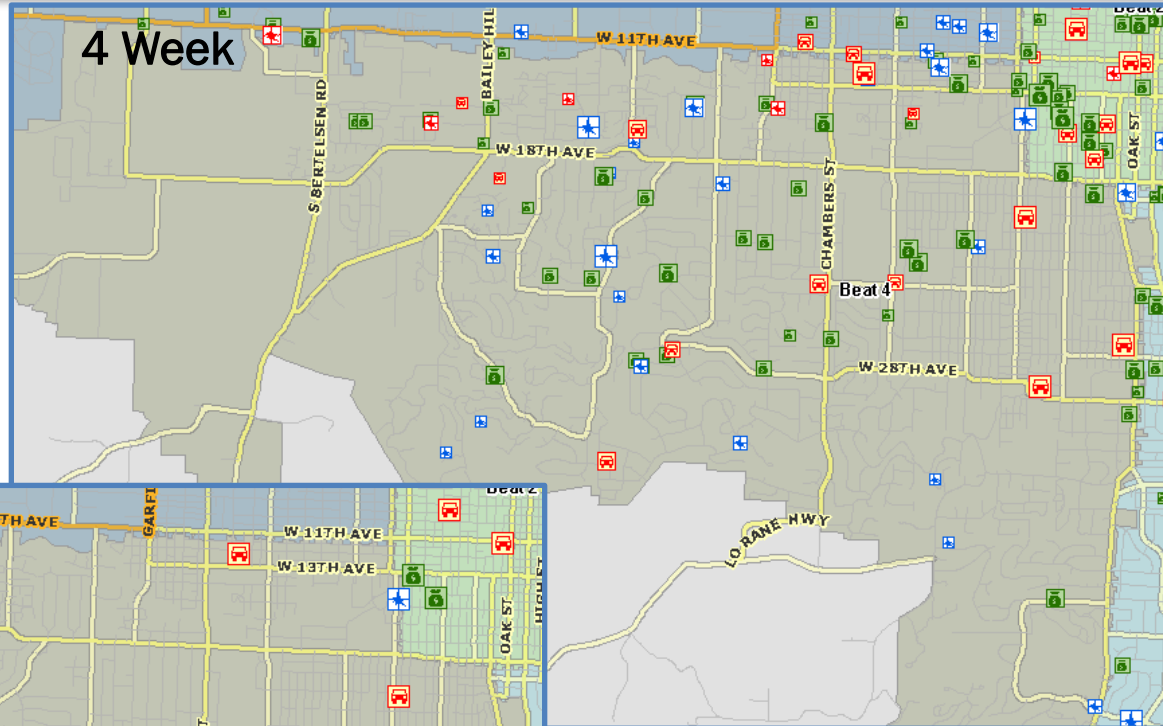 4 Week
BAILEY HIL
W 11TH AVE
Beat 2
S BERTELSEN RD
W 18TH AVE
OAK ST
CHAMBERS ST
Beat 4
W 28TH AVE
LORANE HWY
Beat 2
TH AVE
GARFI
W 11TH AVE
W 13TH AVE
HIGH ST
OAK ST